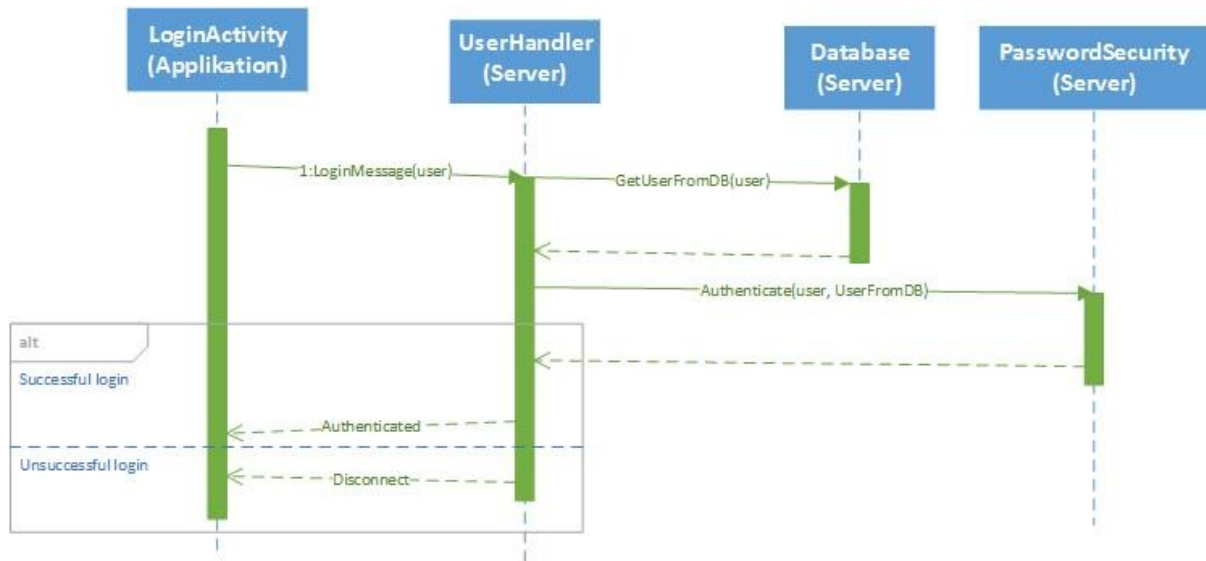 LoginActivity
(Applikation)
UserHandler
(Server)
Database
(Server)
PasswordSecurity
(Server)
1:LoginMessage(user)
GetUserFromDB(user)
Authenticate(user, UserFromDB)
alt
Successful login
Authenticated
Unsuccessful login
Disconnect